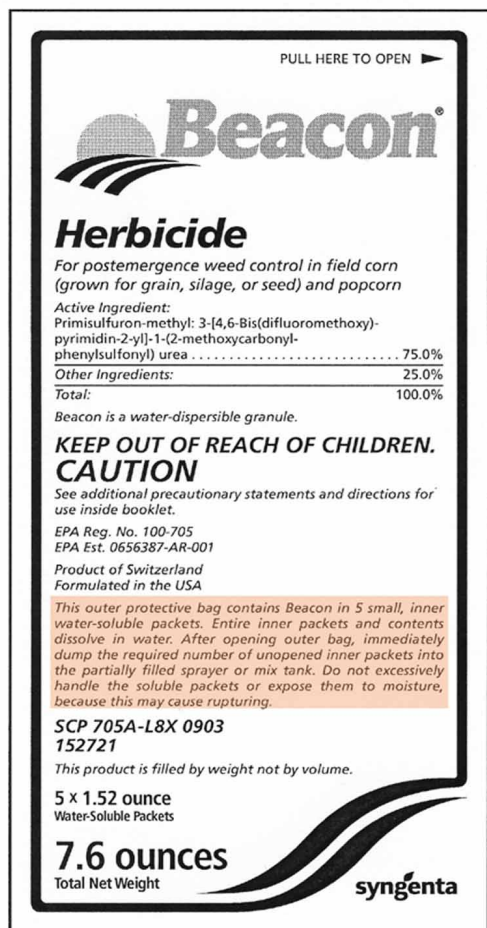 PULL HERE TO OPEN
Beacon®
Herbicide
For postemergence weed control in field corn
(grown for grain, silage, or seed) and popcorn
Active Ingredient:
Primisulfuron-methyl: 3-[4,6-Bis(difluoromethoxy)-
pyrimidin-2-yl]-1-(2-methoxycarbonyl-
phenylsulfonyl) urea . . . . . . . . . . . . . . . . . . . . . . . . . . . 75.0%
Other Ingredients: 25.0%
Total: 100.0%
Beacon is a water-dispersible granule.
KEEP OUT OF REACH OF CHILDREN.
CAUTION
See additional precautionary statements and directions for
use inside booklet.
EPA Reg. No. 100-705
EPA Est. 0656387-AR-001
Product of Switzerland
Formulated in the USA
This outer protective bag contains Beacon in 5 small, inner
water-soluble packets. Entire inner packets and contents
dissolve in water. After opening outer bag, immediately
dump the required number of unopened inner packets into
the partially filled sprayer or mix tank. Do not excessively
handle the soluble packets or expose them to moisture,
because this may cause rupturing.
SCP 705A-L8X 0903
152721
This product is filled by weight not by volume.
5 x 1.52 ounce
Water-Soluble Packets
7.6 ounces
Total Net Weight
syngenta